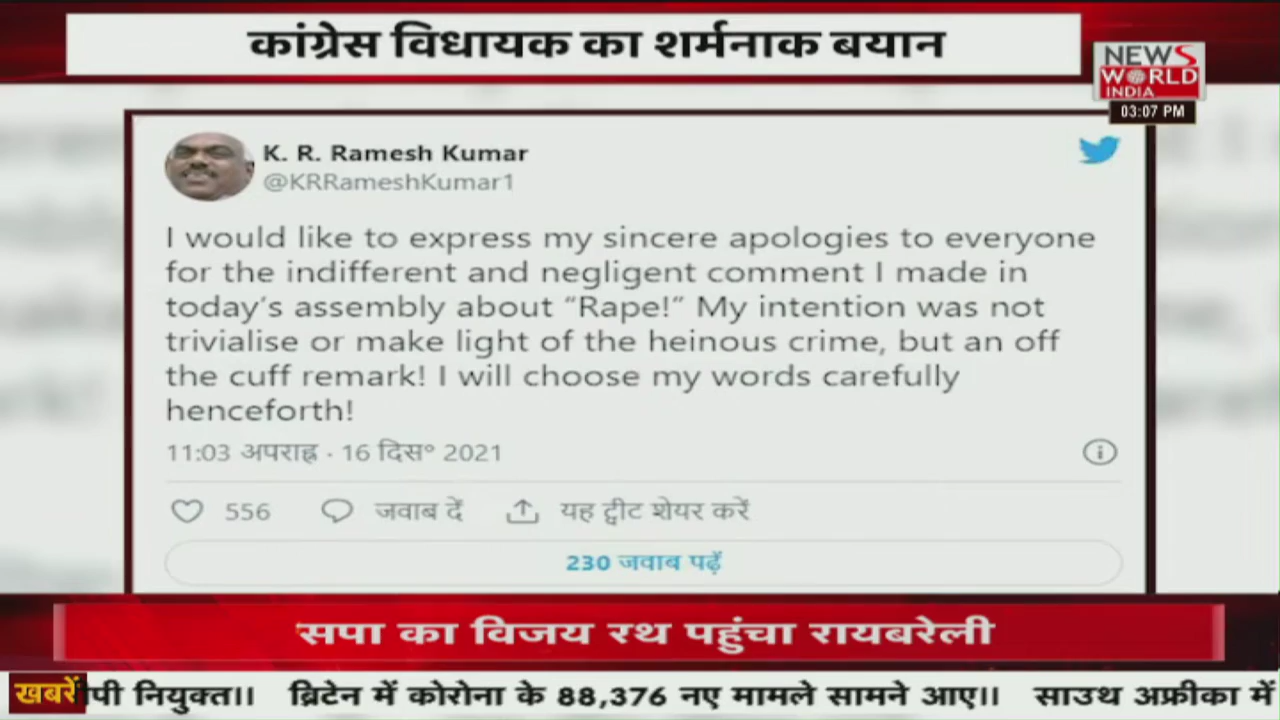 कांग्रेस विधायक का शर्मनाक बयान
NEWS
WORLD
INDIA
03:07 PM
K. R. Ramesh Kumar
@KRRameshKumar1
I would like to express my sincere apologies to everyone
for the indifferent and negligent comment I made in
today's assembly about “Rape!” My intention was not
trivialise or make light of the heinous crime, but an off
the cuff remark! I will choose my words carefully
henceforth!
11:03 अपराह्न · 16 दिस॰ 2021
556 जवाब दें यह ट्वीट शेयर करें
230 जवाब पढ़ें
सपा का विजय रथ पहुंचा रायबरेली
खबरें पी नियुक्त।। ब्रिटेन में कोरोना के 88,376 नए मामले सामने आए।। साउथ अफ्रीका में